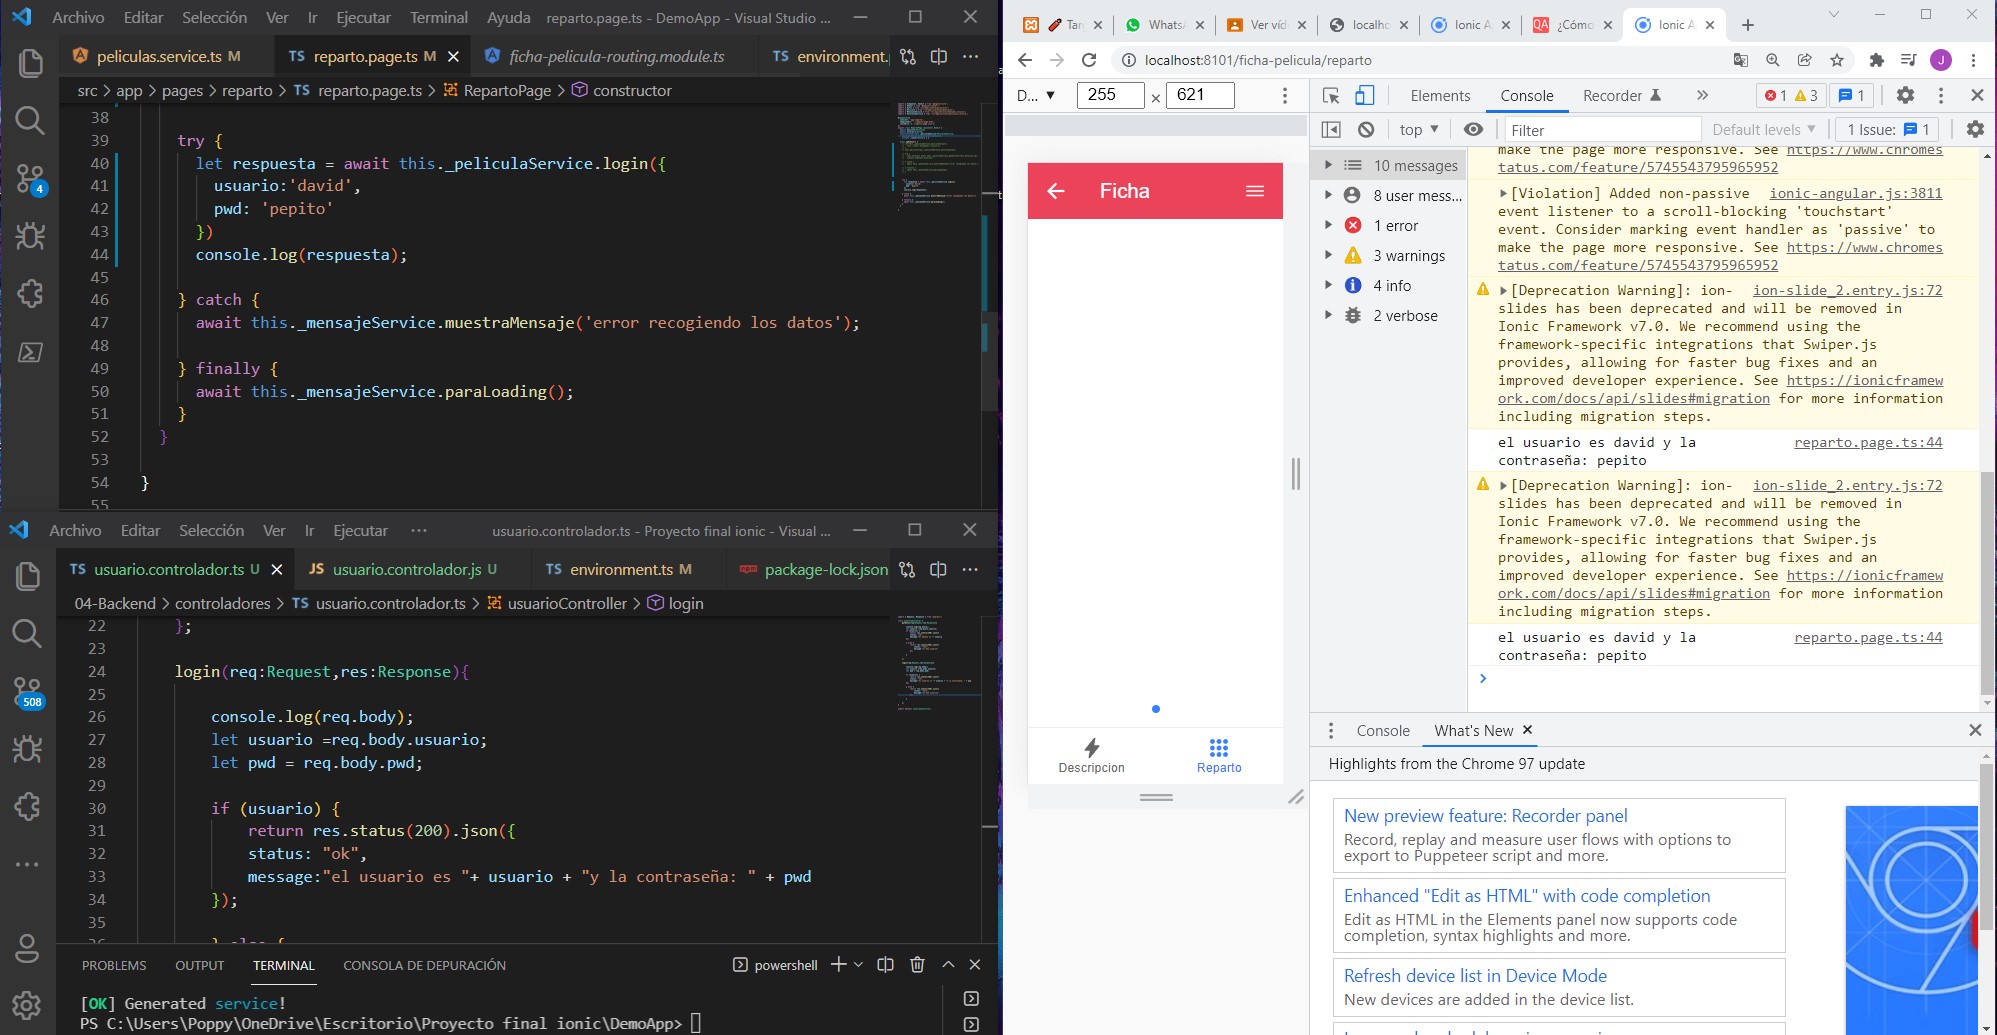 Archivo Editar Selección Ver Ir Ejecutar Terminal Ayuda reparto.page.ts - DemoApp - Visual Studio ...
peliculas.service.ts M TS reparto.page.ts M ficha-pelicula-routing.module.ts TS environment.
src > app > pages > reparto > TS reparto.page.ts > RepartoPage > constructor
38
39 try {
40 let respuesta = await this._peliculaService.login({
41 usuario:'david',
42 pwd: 'pepito'
43 })
44 console.log(respuesta);
45
46 } catch {
47 await this._mensajeService.muestraMensaje('error recogiendo los datos');
48
49 } finally {
50 await this._mensajeService.paraLoading();
51 }
52 }
53
54 }
55
4
Archivo Editar Selección Ver Ir Ejecutar ··· usuario.controlador.ts - Proyecto final ionic - Visual ...
TS usuario.controlador.ts U JS usuario.controlador.js U TS environment.ts M package-lock.json
04-Backend > controladores > TS usuario.controlador.ts > usuarioController > login
22 };
23
24 login(req:Request,res:Response){
25
26 console.log(req.body);
27 let usuario =req.body.usuario;
28 let pwd = req.body.pwd;
29
30 if (usuario) {
31 return res.status(200).json({
32 status: "ok",
33 message:"el usuario es "+ usuario + "y la contraseña: " + pwd
34 });
35
36 } else {
508
PROBLEMS OUTPUT TERMINAL CONSOLA DE DEPURACIÓN powershell
[OK] Generated service!
PS C:\Users\Poppy\OneDrive\Escritorio\Proyecto final ionic\DemoApp>
Tar WhatsA Ver víd localho Ionic A QA ¿Cómo Ionic A
localhost:8101/ficha-pelicula/reparto J
D... 255 × 621
Ficha
Descripcion Reparto
Elements Console Recorder 1 3 1
top Filter Default levels 1 Issue: 1
10 messages
8 user mess...
1 error
3 warnings
4 info
2 verbose
make the page more responsive. See https://www.chromes
tatus.com/feature/5745543795965952
[Violation] Added non-passive ionic-angular.js:3811
event listener to a scroll-blocking 'touchstart'
event. Consider marking event handler as 'passive' to
make the page more responsive. See https://www.chromes
tatus.com/feature/5745543795965952
[Deprecation Warning]: ion- ion-slide_2.entry.js:72
slides has been deprecated and will be removed in
Ionic Framework v7.0. We recommend using the
framework-specific integrations that Swiper.js
provides, allowing for faster bug fixes and an
improved developer experience. See https://ionicframew
ork.com/docs/api/slides#migration for more information
including migration steps.
el usuario es david y la reparto.page.ts:44
contraseña: pepito
[Deprecation Warning]: ion- ion-slide_2.entry.js:72
slides has been deprecated and will be removed in
Ionic Framework v7.0. We recommend using the
framework-specific integrations that Swiper.js
provides, allowing for faster bug fixes and an
improved developer experience. See https://ionicframew
ork.com/docs/api/slides#migration for more information
including migration steps.
el usuario es david y la reparto.page.ts:44
contraseña: pepito
Console What's New
Highlights from the Chrome 97 update
New preview feature: Recorder panel
Record, replay and measure user flows with options to
export to Puppeteer script and more.
Enhanced "Edit as HTML" with code completion
Edit as HTML in the Elements panel now supports code
completion, syntax highlights and more.
Refresh device list in Device Mode
New devices are added in the device list.